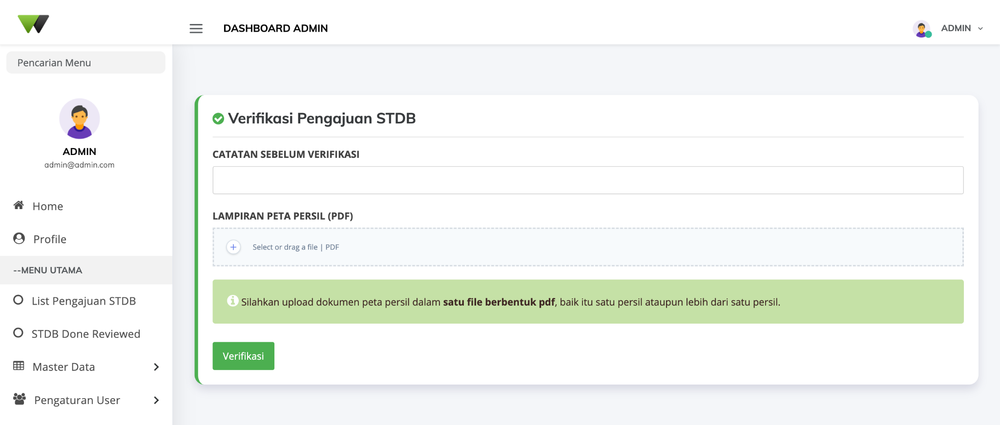 DASHBOARD ADMIN
ADMIN
Pencarian Menu
ADMIN
admin@admin.com
Home
Profile
--MENU UTAMA
List Pengajuan STDB
STDB Done Reviewed
Master Data
Pengaturan User
Verifikasi Pengajuan STDB
CATATAN SEBELUM VERIFIKASI
LAMPIRAN PETA PERSIL (PDF)
Select or drag a file | PDF
Silahkan upload dokumen peta persil dalam satu file berbentuk pdf, baik itu satu persil ataupun lebih dari satu persil.
Verifikasi